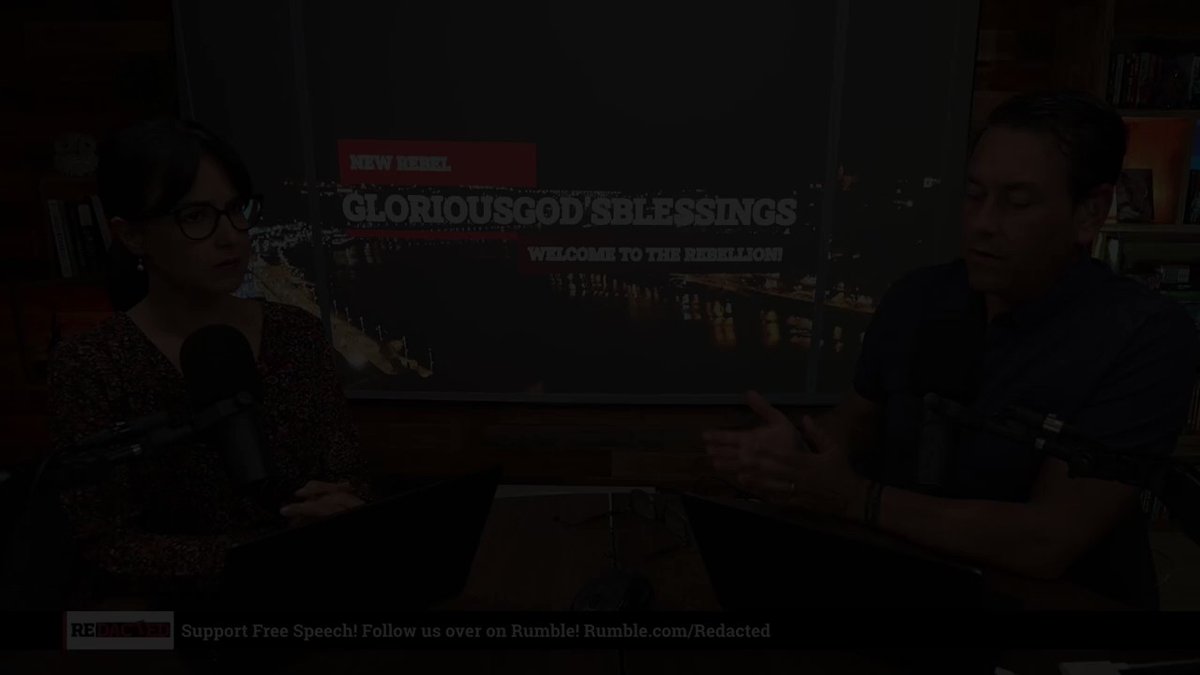 NEW REBEL
GLORIOUSGOD'SBLESSINGS
WELCOME TO THE REBELLION!
REDACTED Support Free Speech! Follow us over on Rumble! Rumble.com/Redacted